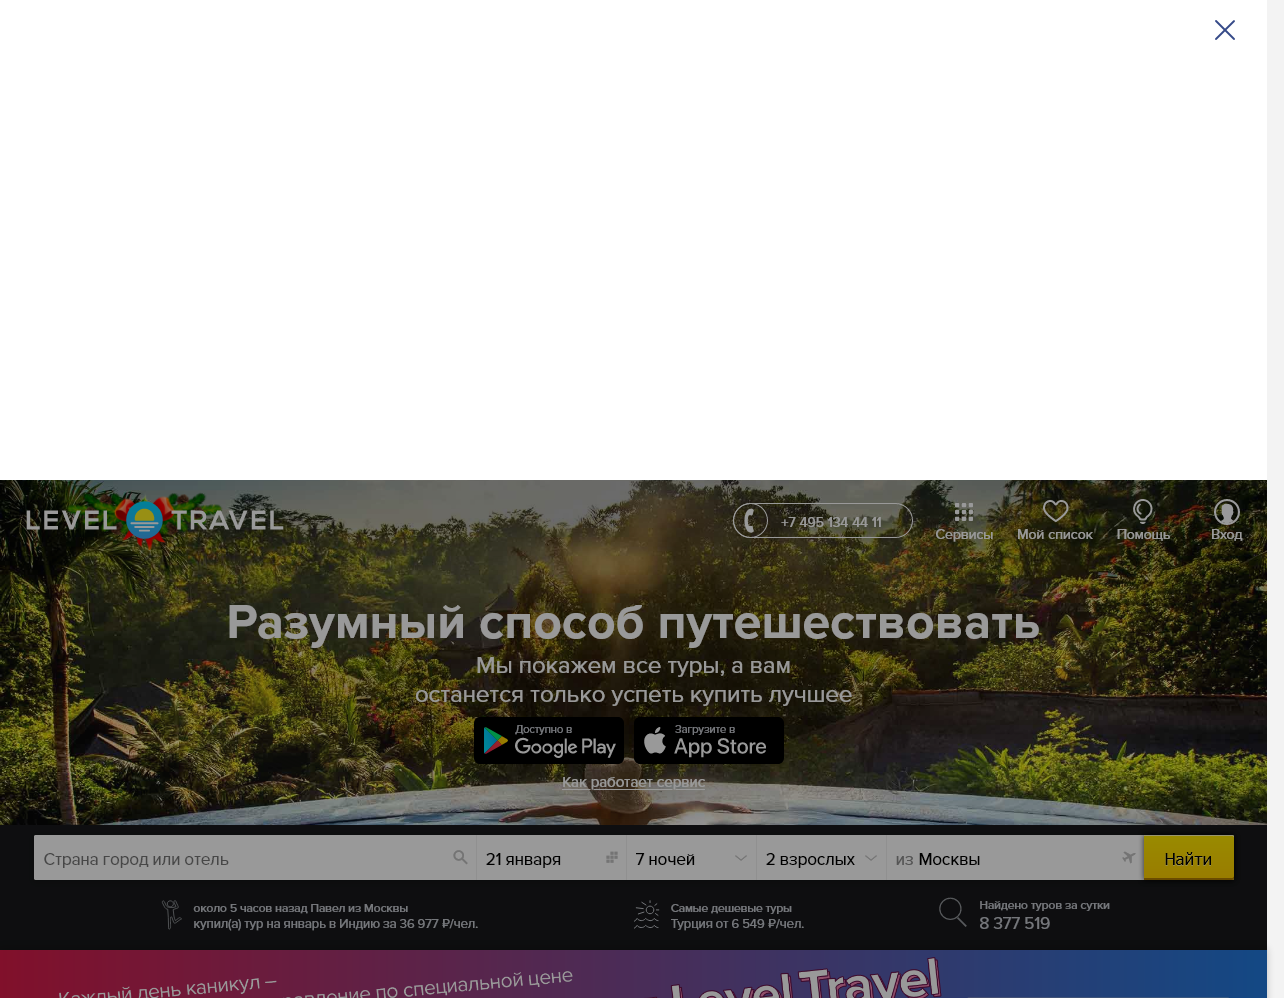 LEVEL TRAVEL
+7 495 134 44 11
Сервисы
Мой список
Помощь
Вход
Разумный способ путешествовать
Мы покажем все туры, а вам
останется только успеть купить лучшее
Доступно в
Google Play
Загрузите в
App Store
Как работает сервис
Страна город или отель
21 января
7 ночей
2 взрослых
из Москвы
Найти
около 5 часов назад Павел из Москвы
купил(а) тур на январь в Индию за 36 977 ₽/чел.
Самые дешевые туры
Турция от 6 549 ₽/чел.
Найдено туров за сутки
8 377 519
Каждый день каникул –
по специальной цене
Level Travel